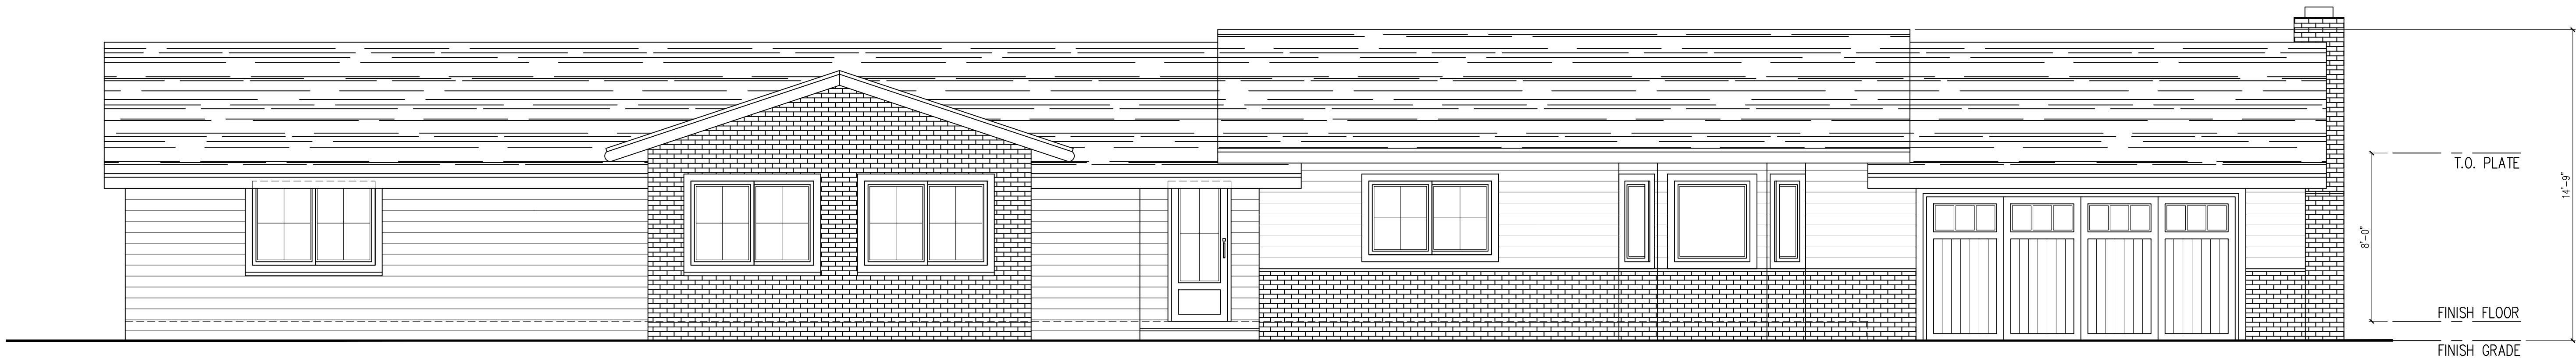 T.O. PLATE
14'-9"
8'-0"
FINISH FLOOR
FINISH GRADE